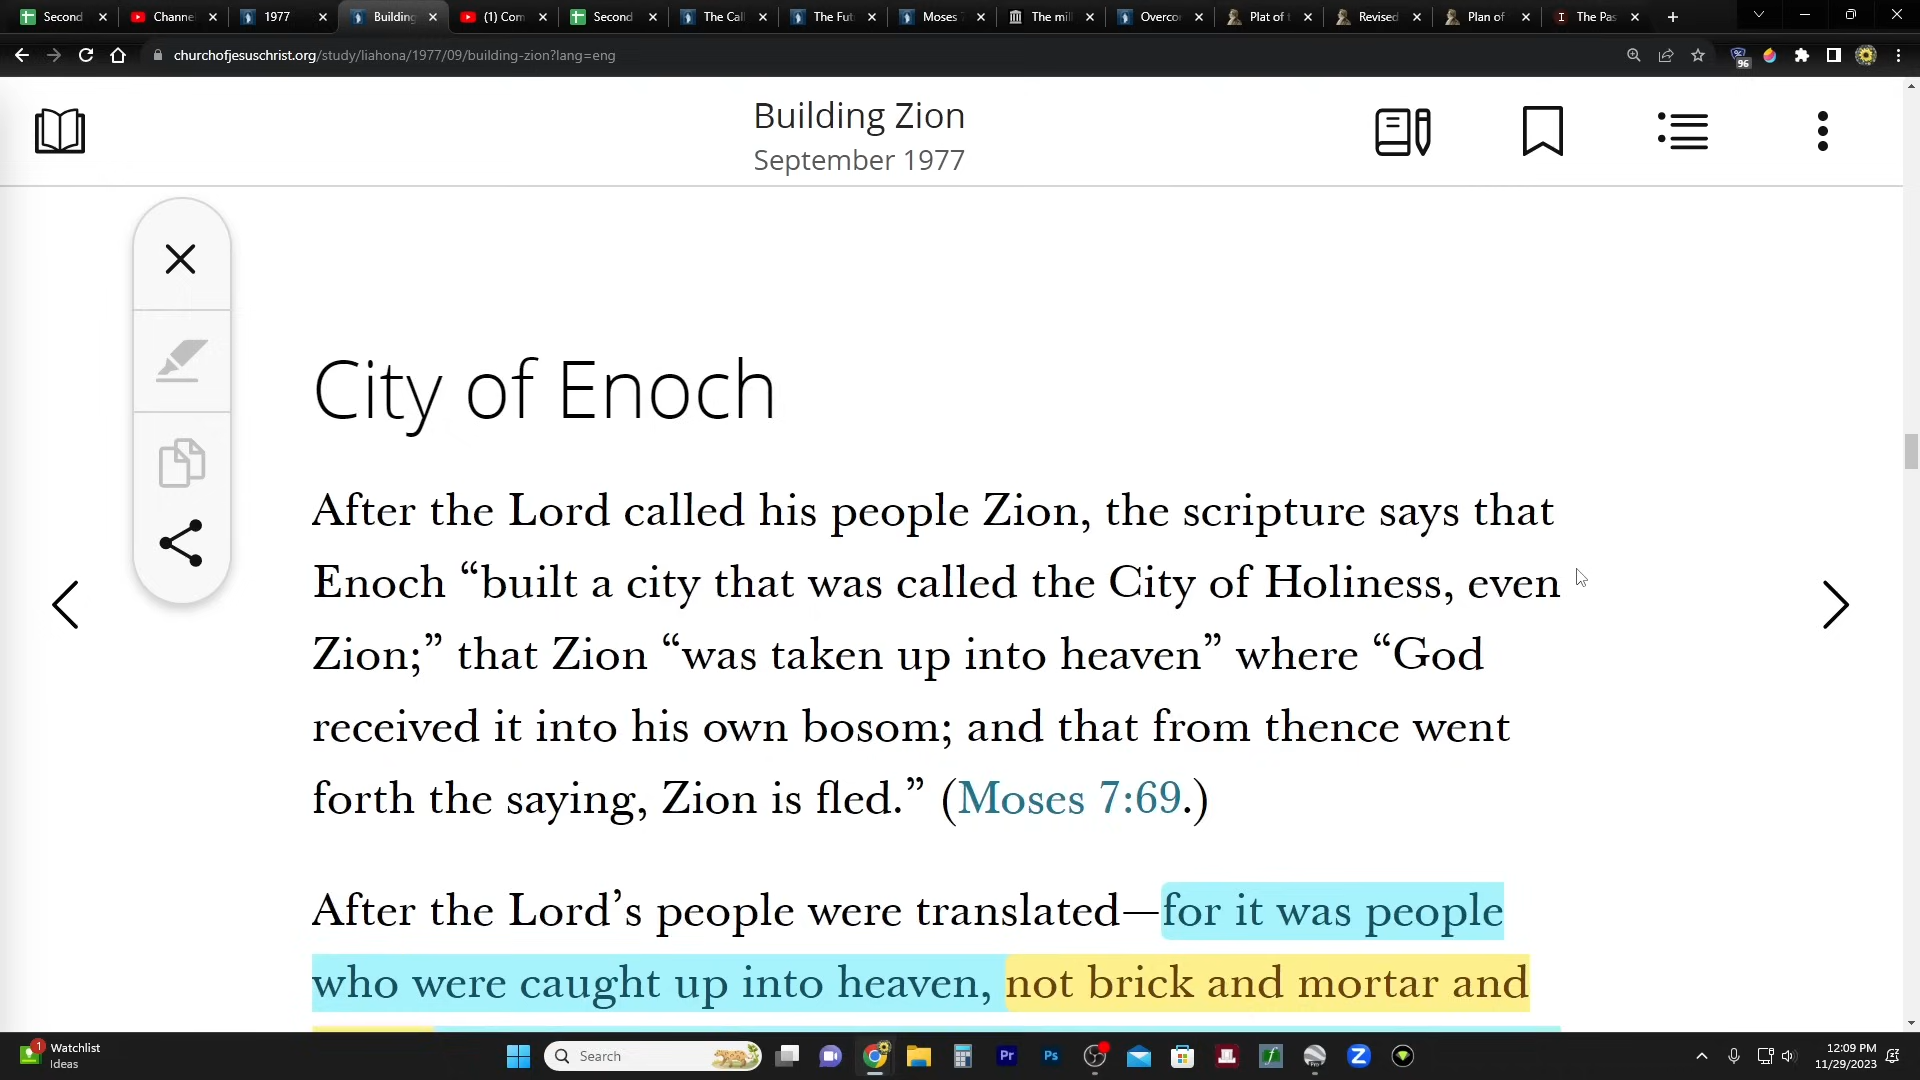 Second
Channe
1977
Building
(1) Com
Second
The Cal
The Fut
Moses
The mill
Overco
Plat of t
Revised
Plan of
The Pas
churchofjesuschrist.org/study/liahona/1977/09/building-zion?lang=eng
96
Building Zion
September 1977
City of Enoch
After the Lord called his people Zion, the scripture says that
Enoch “built a city that was called the City of Holiness, even
Zion;” that Zion “was taken up into heaven” where “God
received it into his own bosom; and that from thence went
forth the saying, Zion is fled.” (Moses 7:69.)
After the Lord’s people were translated—for it was people
who were caught up into heaven, not brick and mortar and
1
Watchlist
Ideas
Search
Pr
Ps
12:09 PM
11/29/2023